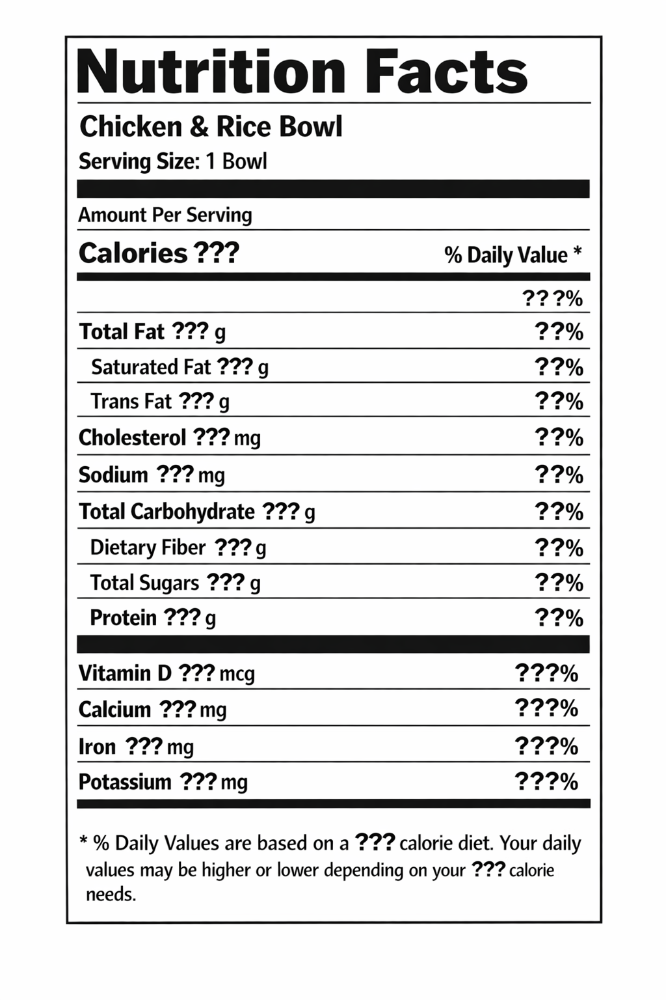 Nutrition Facts
Chicken & Rice Bowl
Serving Size: 1 Bowl
Amount Per Serving
Calories ??? % Daily Value *
?? ?%
Total Fat ??? g ??%
Saturated Fat ??? g ??%
Trans Fat ??? g ??%
Cholesterol ??? mg ??%
Sodium ??? mg ??%
Total Carbohydrate ??? g ??%
Dietary Fiber ??? g ??%
Total Sugars ??? g ??%
Protein ??? g ??%
Vitamin D ??? mcg ???%
Calcium ??? mg ???%
Iron ??? mg ???%
Potassium ??? mg ???%
* % Daily Values are based on a ??? calorie diet. Your daily
values may be higher or lower depending on your ??? calorie
needs.